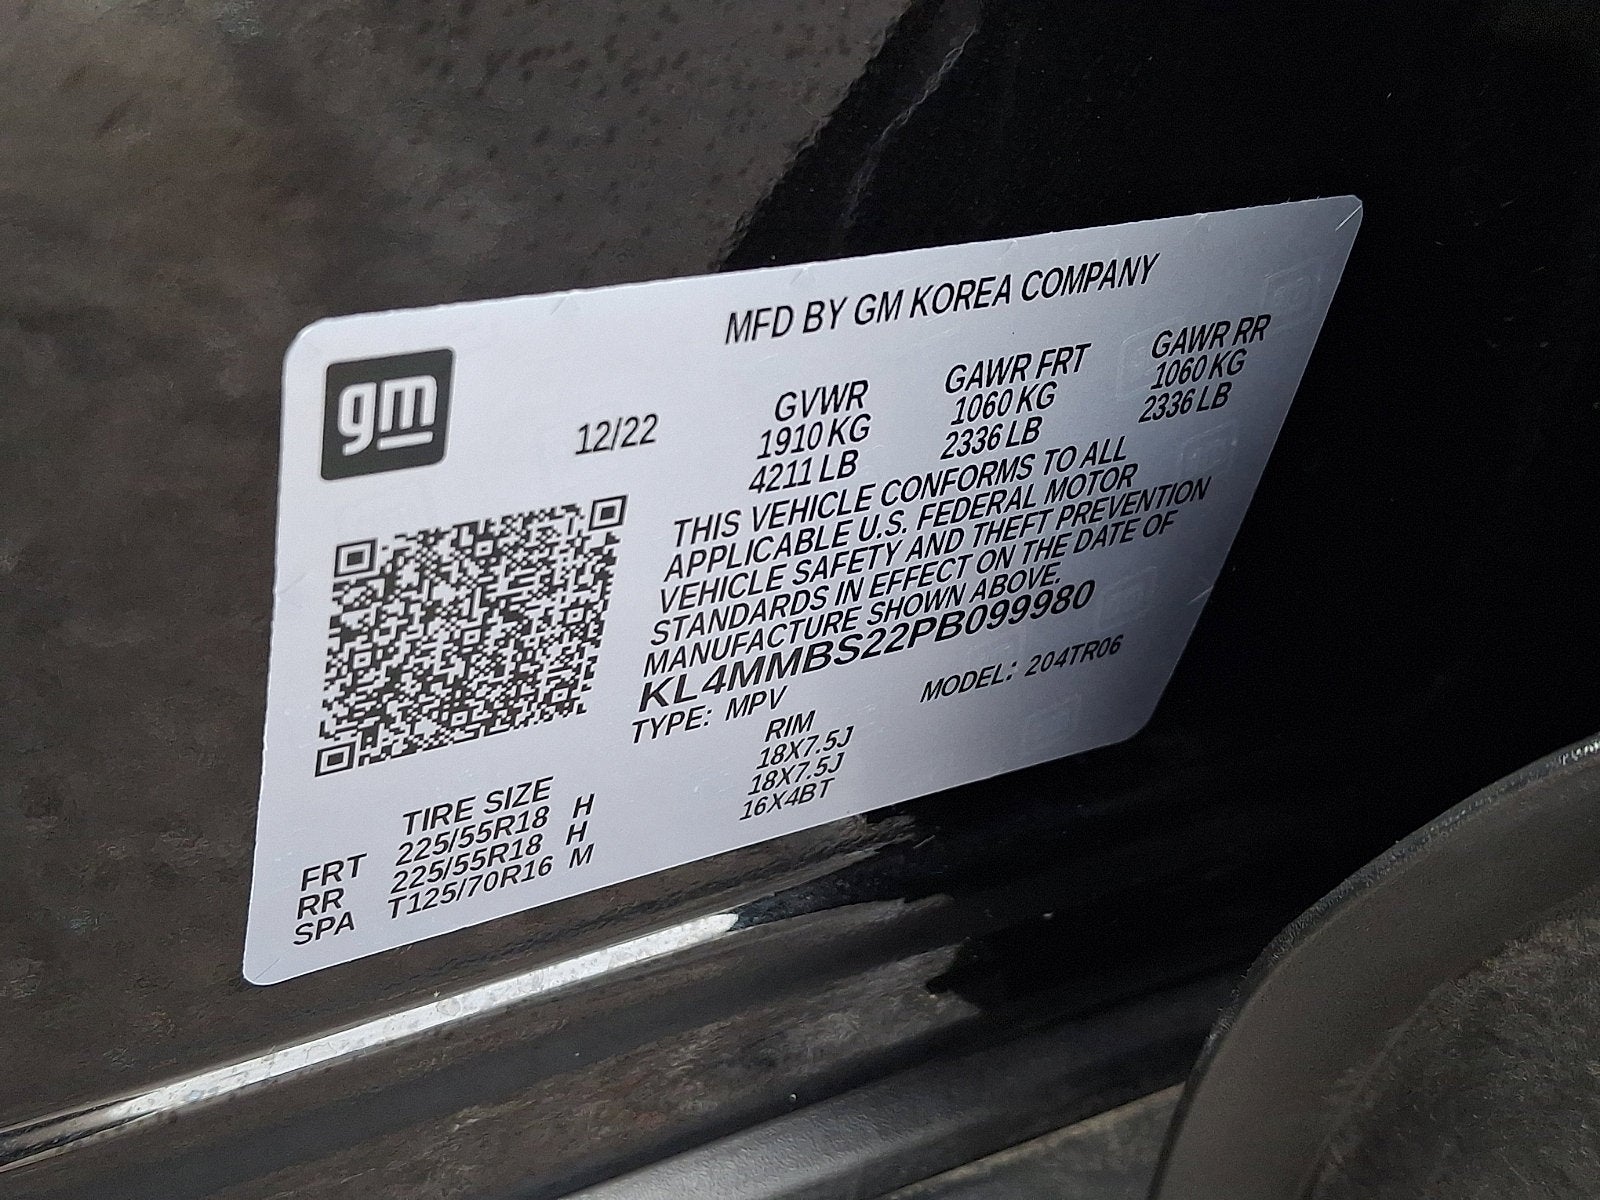 MFD BY GM KOREA COMPANY
gm
12/22
GVWR GAWR FRT GAWR RR
1910 KG 1060 KG 1060 KG
4211 LB 2336 LB 2336 LB
THIS VEHICLE CONFORMS TO ALL
APPLICABLE U.S. FEDERAL MOTOR
VEHICLE SAFETY AND THEFT PREVENTION
STANDARDS IN EFFECT ON THE DATE OF
MANUFACTURE SHOWN ABOVE.
KL4MMBS22PB099980
TYPE: MPV MODEL: 204TR06
TIRE SIZE RIM
FRT 225/55R18 H 18X7.5J
RR 225/55R18 H 18X7.5J
SPA T125/70R16 M 16X4BT